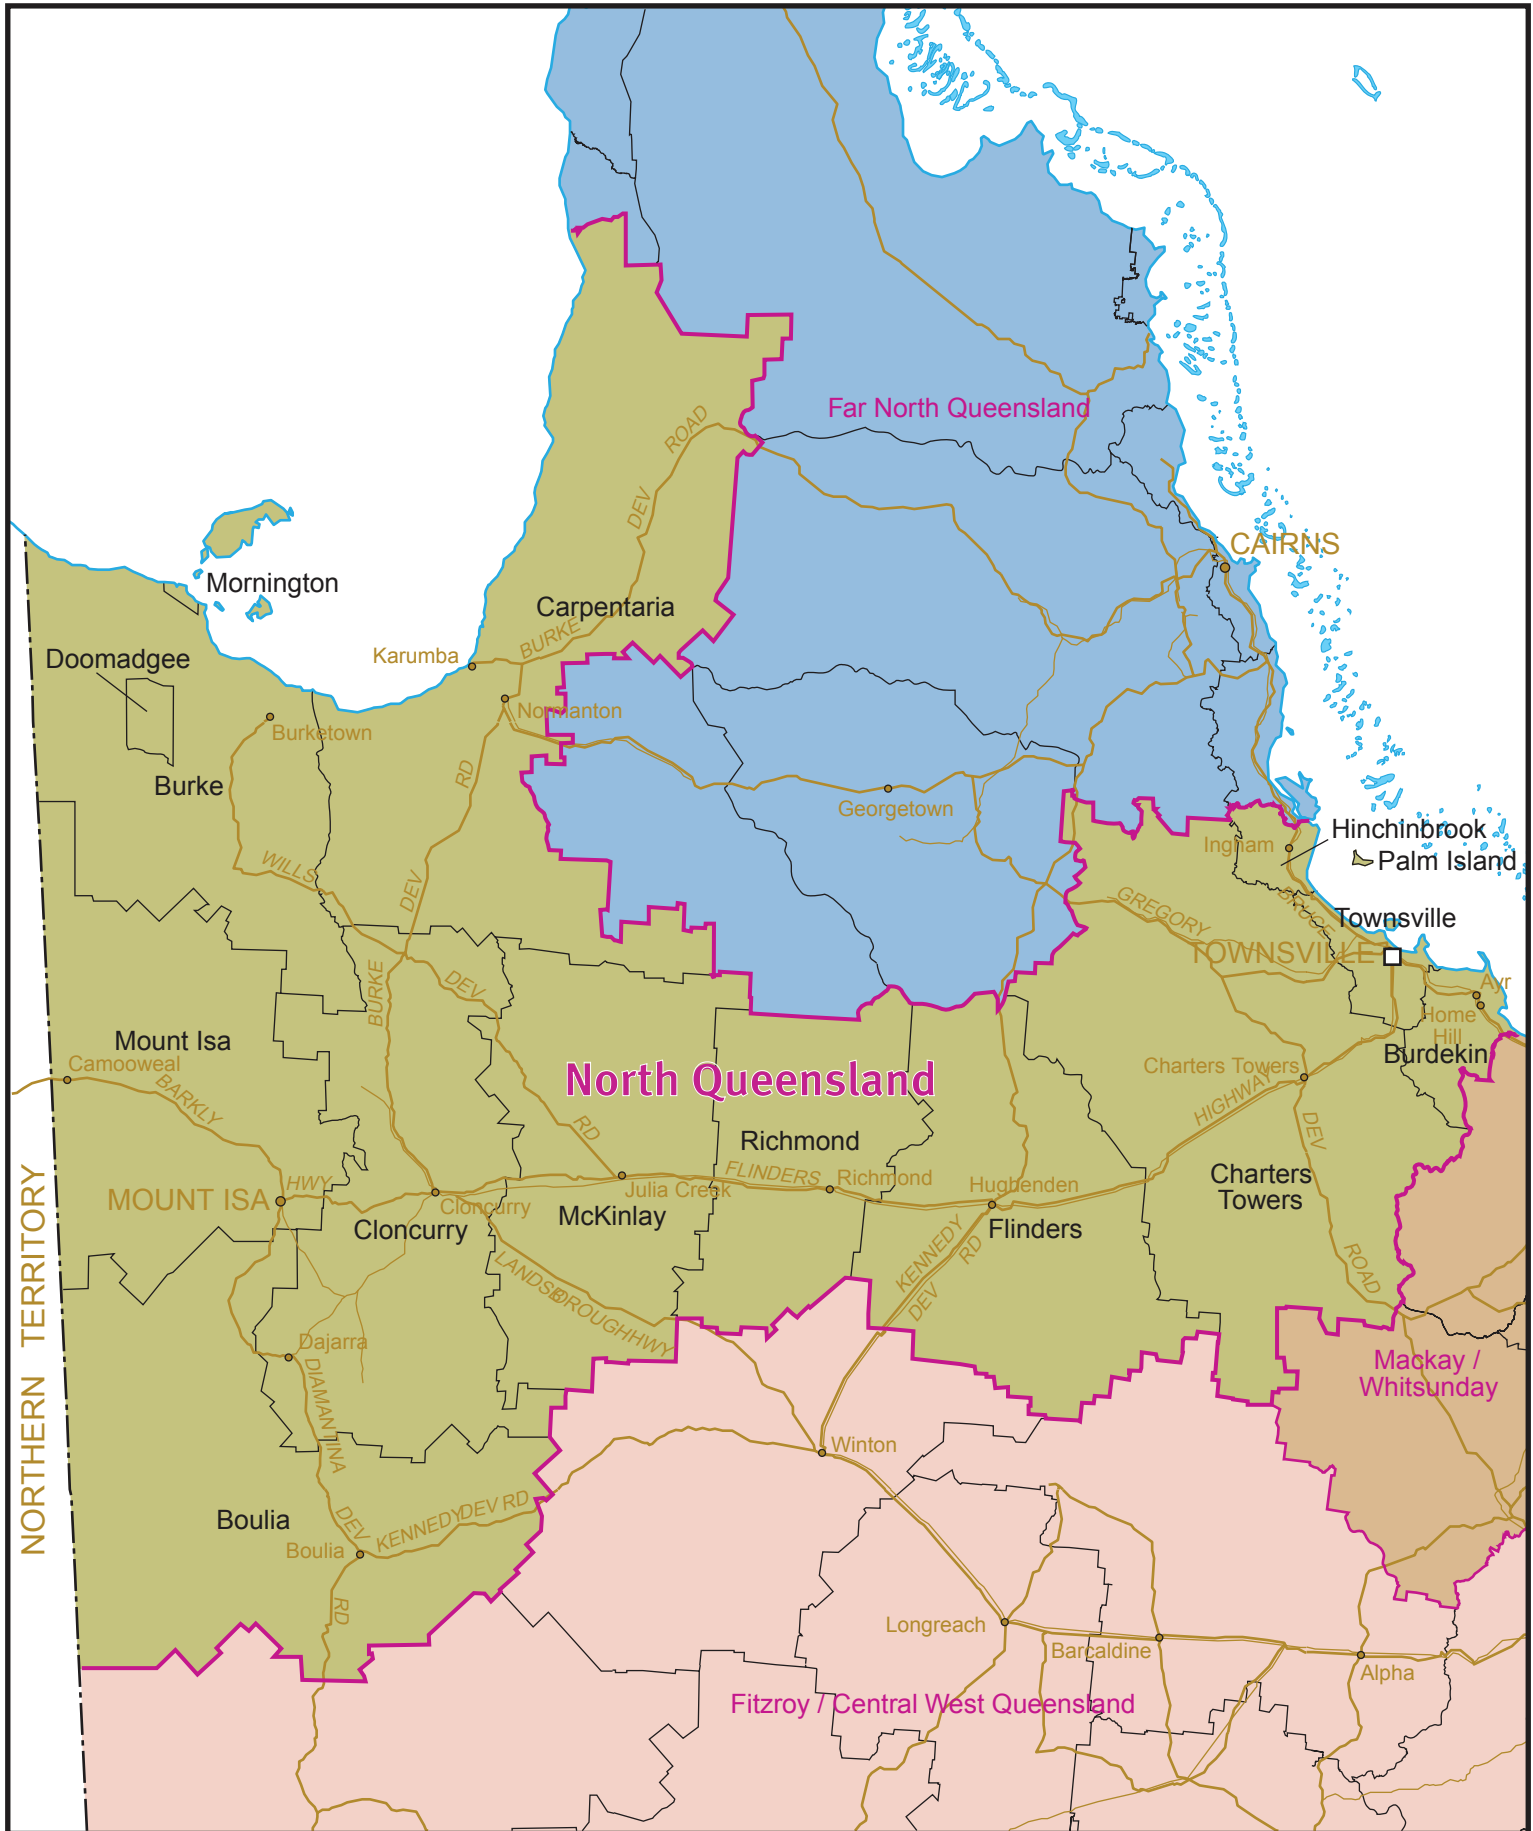 Far North Queensland
ROAD
DEV
BURKE
CAIRNS
Mornington
Carpentaria
Karumba
Doomadgee
Normanton
Burketown
Burke
RD
Georgetown
Hinchinbrook
Ingham
Palm Island
WILLS
DEV
GREGORY
BRUCE
Townsville
TOWNSVILLE
BURKE
DEV
Ayr
Home
Hill
Mount Isa
Burdekin
Camooweal
Charters Towers
North Queensland
BARKLY
HIGHWAY
RD
DEV
Richmond
FLINDERS
Richmond
Charters
Towers
HWY
MOUNT ISA
Julia Creek
Hughenden
Cloncurry
McKinlay
Cloncurry
Flinders
KENNEDY
RD
DEV
LANDSBOROUGH HWY
ROAD
NORTHERN TERRITORY
Dajarra
Mackay /
Whitsunday
DIAMANTINA
Winton
Boulia
DEV
KENNEDY DEV RD
Boulia
RD
Longreach
Barcaldine
Alpha
Fitzroy / Central West Queensland